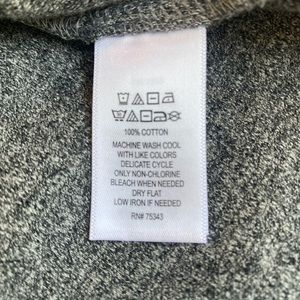 100% COTTON
MACHINE WASH COOL
WITH LIKE COLORS
DELICATE CYCLE
ONLY NON-CHLORINE
BLEACH WHEN NEEDED
DRY FLAT
LOW IRON IF NEEDED
RN# 75343